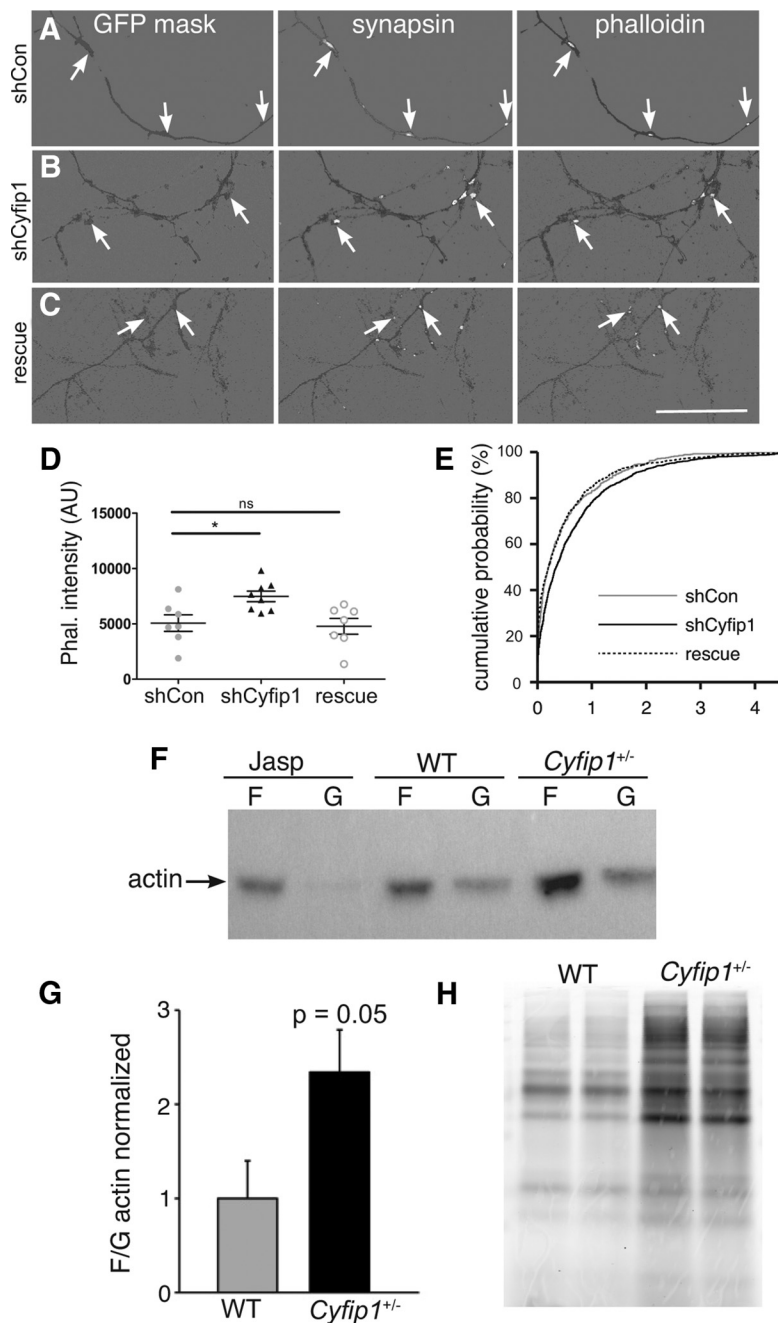 A GFP mask synapsin phalloidin
shCon
B
shCyfip1
C
rescue
D
Phal. intensity (AU)
15000
10000
5000
0
ns
*
shCon shCyfip1 rescue
E
cumulative probability (%)
100
80
60
40
20
0
shCon
shCyfip1
rescue
0 1 2 3 4
F
Jasp WT Cyfip1+/-
F G F G F G
actin
G
F/G actin normalized
3
2
1
0
p = 0.05
WT Cyfip1+/-
H
WT Cyfip1+/-